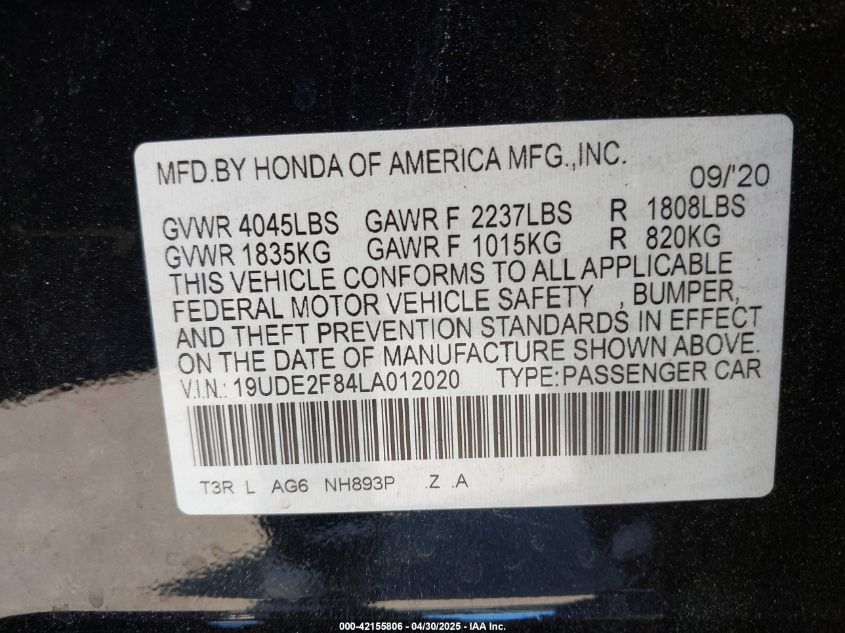 MFD.BY HONDA OF AMERICA MFG.,INC.
09/'20
GVWR 4045LBS GAWR F 2237LBS R 1808LBS
GVWR 1835KG GAWR F 1015KG R 820KG
THIS VEHICLE CONFORMS TO ALL APPLICABLE
FEDERAL MOTOR VEHICLE SAFETY , BUMPER,
AND THEFT PREVENTION STANDARDS IN EFFECT
ON THE DATE OF MANUFACTURE SHOWN ABOVE.
V.I.N.: 19UDE2F84LA012020 TYPE:PASSENGER CAR
T3R L AG6 NH893P .Z .A
000-42155806 - 04/30/2025 - IAA Inc.